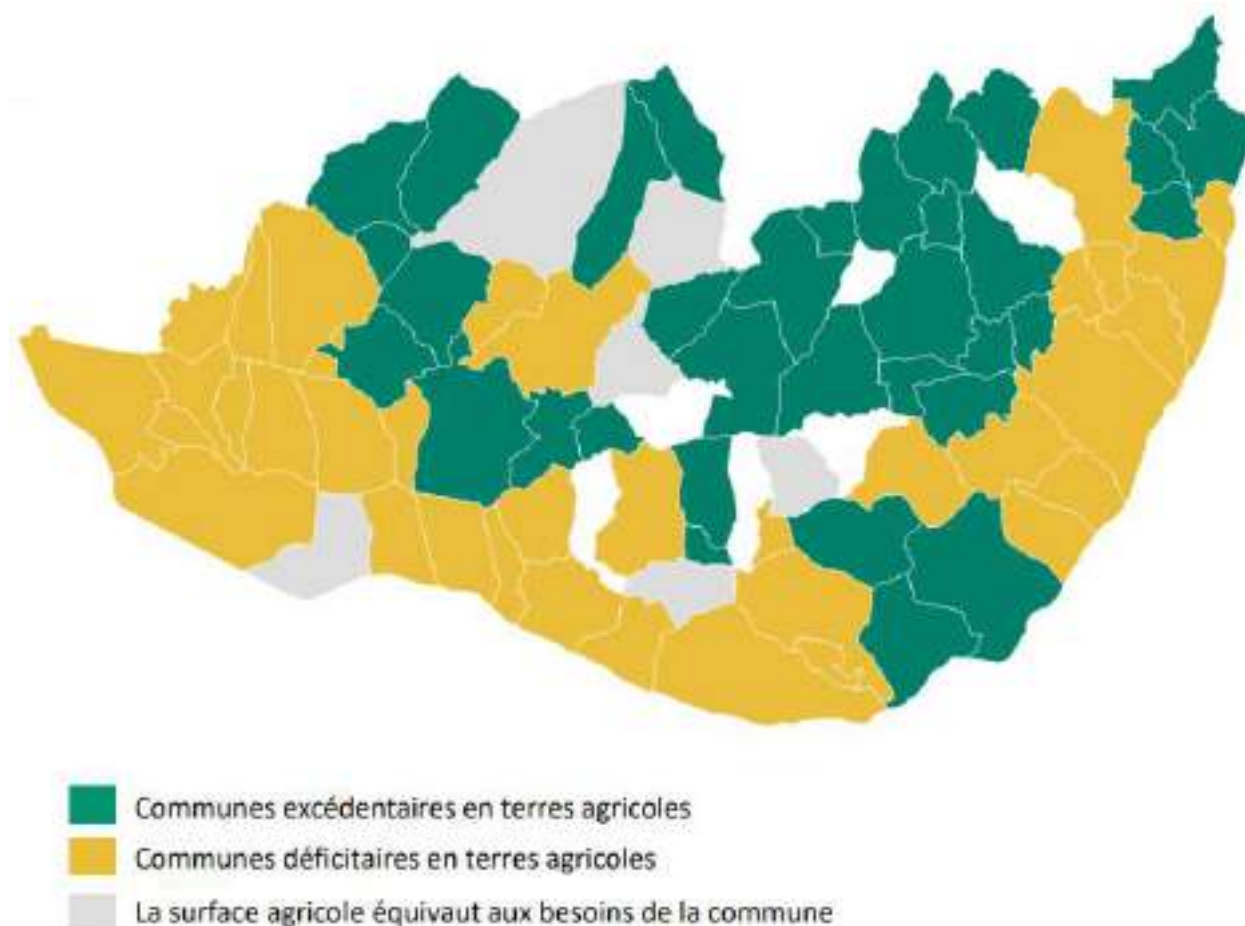 Communes excédentaires en terres agricoles
Communes déficitaires en terres agricoles
La surface agricole équivaut aux besoins de la commune